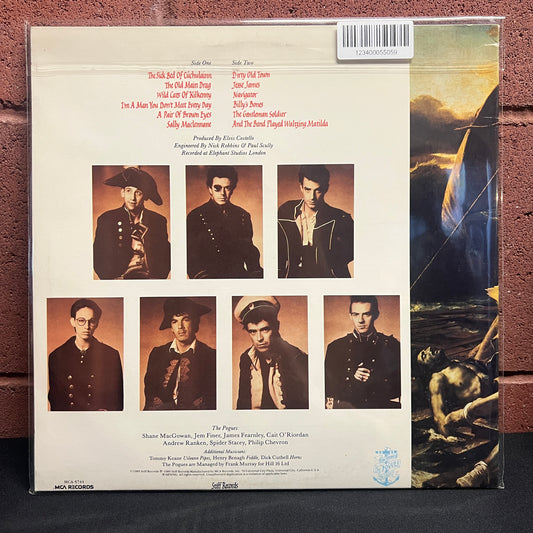 123400055059
Side One Side Two
The Sick Bed Of Cúchulainn Dirty Old Town
The Old Main Drag Jesse James
Wild Cats Of Kilkenny Navigator
I'm A Man You Don't Meet Every Day Billy's Bones
A Pair Of Brown Eyes The Gentleman Soldier
Sally Maclennane And The Band Played Waltzing Matilda
Produced By Elvis Costello
Engineered By Nick Robbins & Paul Scully
Recorded at Elephant Studios London
The Pogues
Shane MacGowan, Jem Finer, James Fearnley, Cait O'Riordan
Andrew Ranken, Spider Stacey, Philip Chevron
Additional Musicians:
Tommy Keane Uileann Pipes, Henry Benagh Fiddle, Dick Cuthell Horns
The Pogues are Managed by Frank Murray for Hill 16 Ltd
MCA-5744
MCA RECORDS
Stiff Records